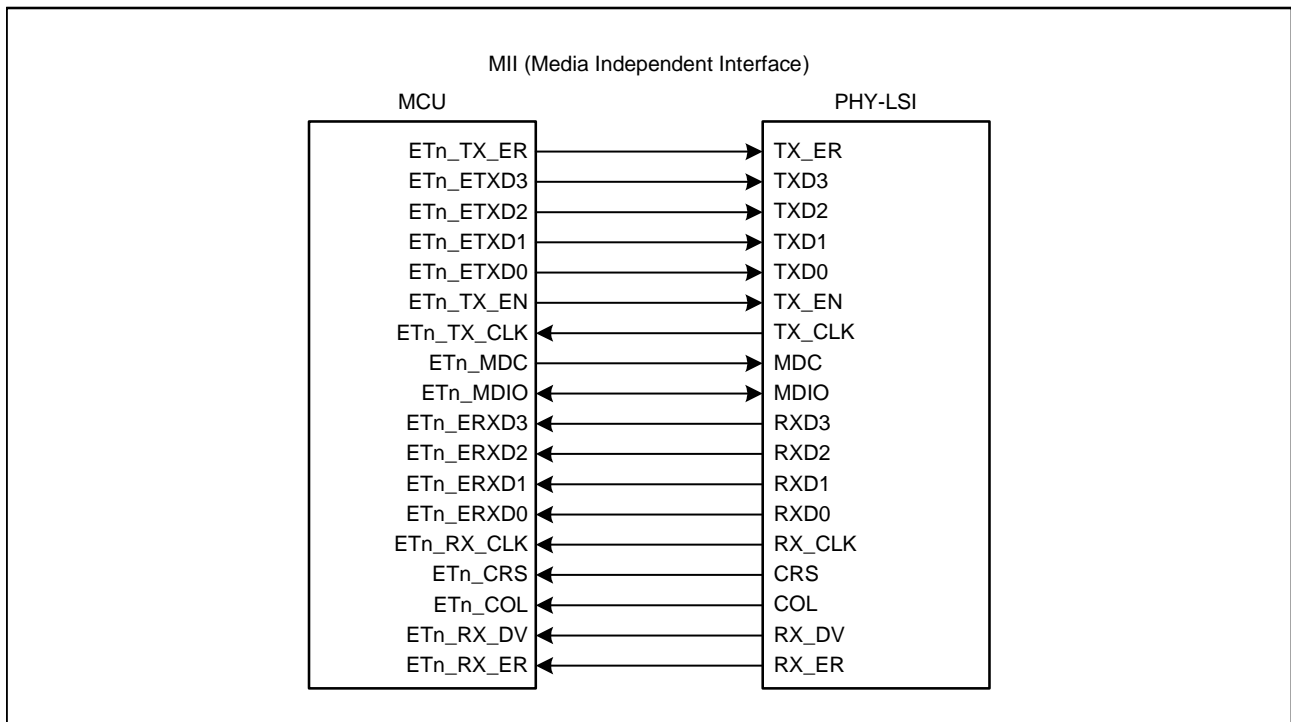 MII (Media Independent Interface)
MCU PHY-LSI
ETn_TX_ER TX_ER
ETn_ETXD3 TXD3
ETn_ETXD2 TXD2
ETn_ETXD1 TXD1
ETn_ETXD0 TXD0
ETn_TX_EN TX_EN
ETn_TX_CLK TX_CLK
ETn_MDC MDC
ETn_MDIO MDIO
ETn_ERXD3 RXD3
ETn_ERXD2 RXD2
ETn_ERXD1 RXD1
ETn_ERXD0 RXD0
ETn_RX_CLK RX_CLK
ETn_CRS CRS
ETn_COL COL
ETn_RX_DV RX_DV
ETn_RX_ER RX_ER